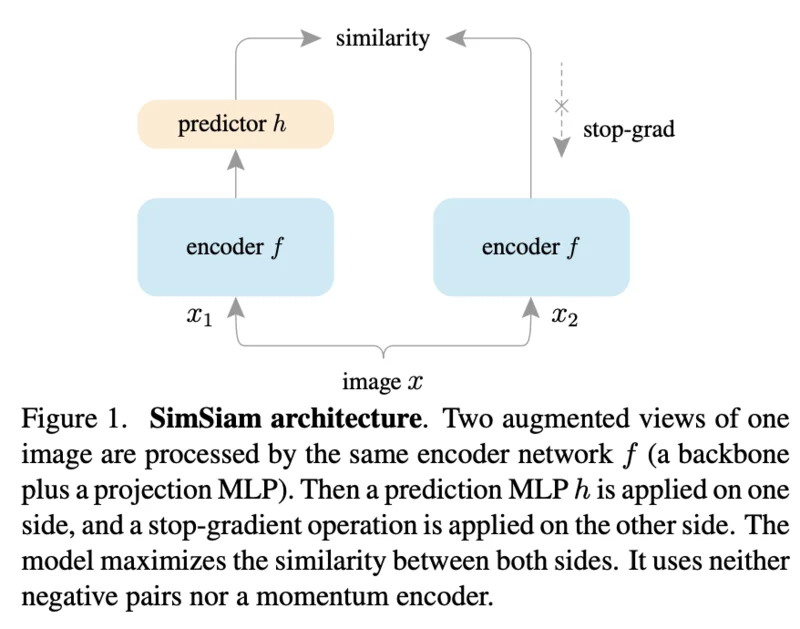 similarity
predictor h
stop-grad
encoder f
encoder f
x1
x2
image x
Figure 1. SimSiam architecture. Two augmented views of one
image are processed by the same encoder network f (a backbone
plus a projection MLP). Then a prediction MLP h is applied on one
side, and a stop-gradient operation is applied on the other side. The
model maximizes the similarity between both sides. It uses neither
negative pairs nor a momentum encoder.